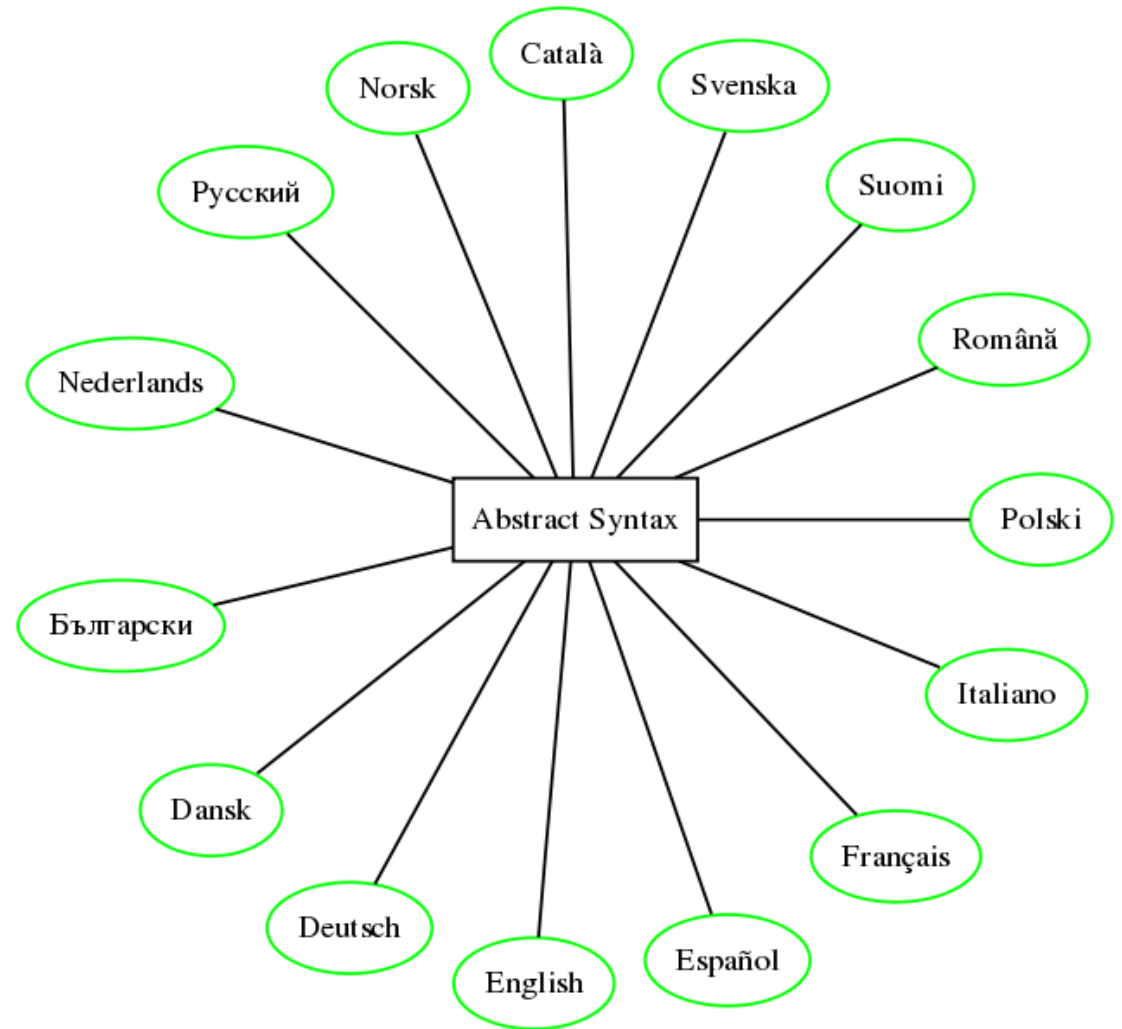 Català
Svenska
Norsk
Suomi
Русский
Română
Nederlands
Abstract Syntax
Polski
Български
Italiano
Dansk
Français
Deutsch
Español
English